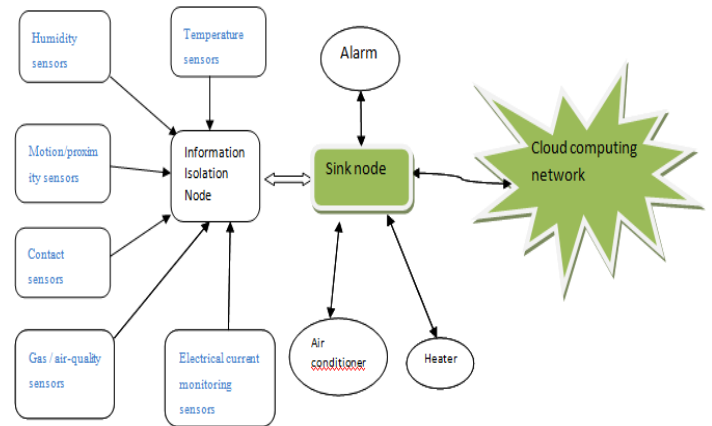 Humidity
sensors
Temperature
sensors
Alarm
Motion/proxim
ity sensors
Information
Isolation
Node
Sink node
Cloud computing
network
Contact
sensors
Gas / air-quality
sensors
Electrical current
monitoring
sensors
Air
conditioner
Heater